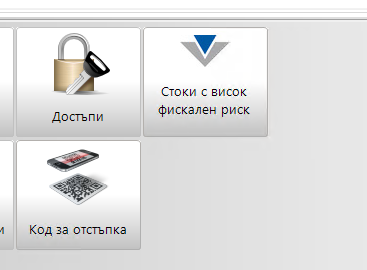 Достъпи
Стоки с висок
фискален риск
и
Код за отстъпка